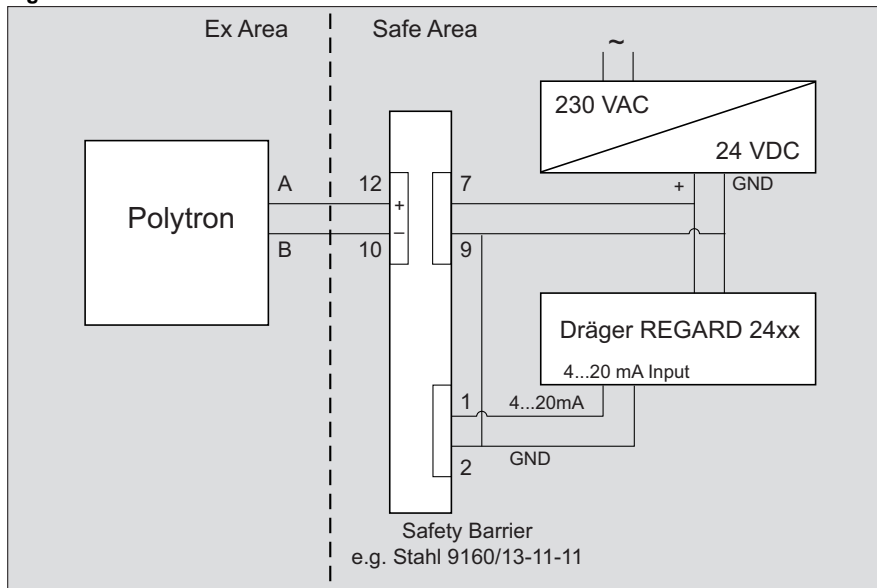 Ex Area
Safe Area
~
230 VAC
24 VDC
+
GND
A
12
7
+
Polytron
–
B
10
9
Dräger REGARD 24xx
4...20 mA Input
1
4...20mA
GND
2
Safety Barrier
e.g. Stahl 9160/13-11-11